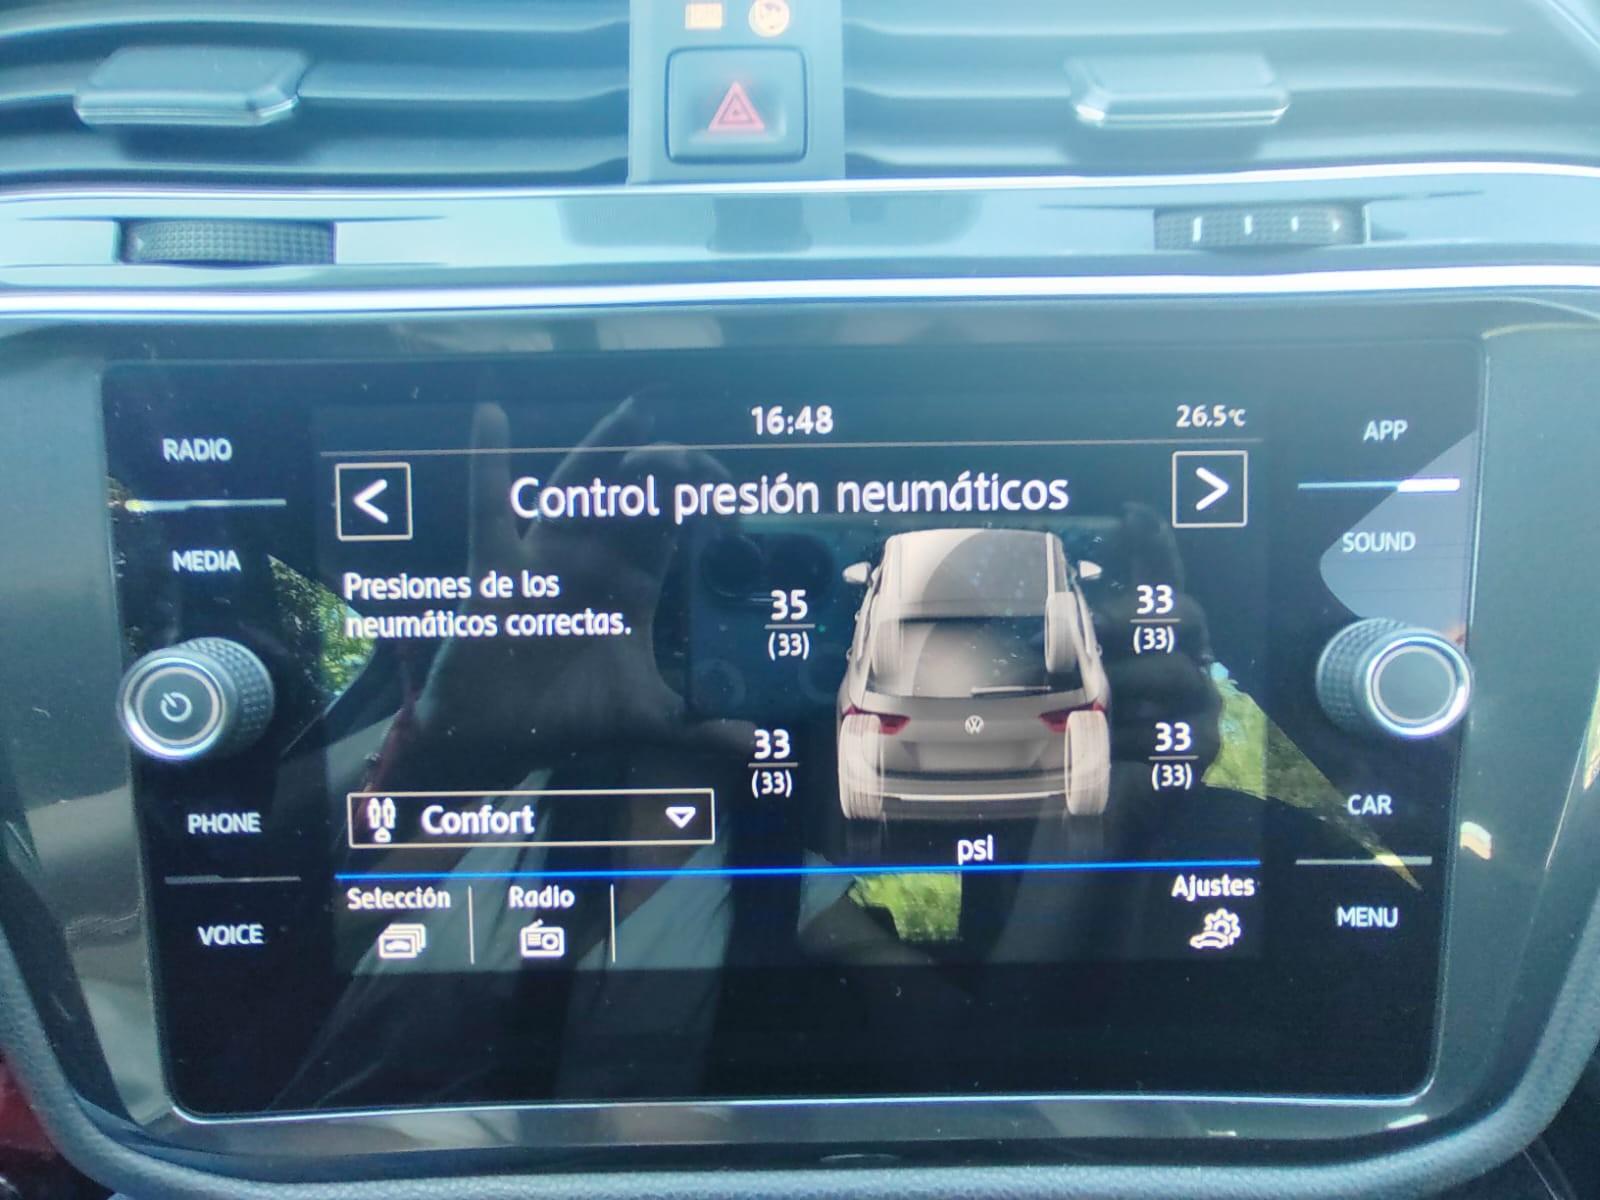 16:48
26.5°C
RADIO
APP
< Control presión neumáticos >
MEDIA
SOUND
Presiones de los
neumáticos correctas.
35
(33)
33
(33)
33
(33)
33
(33)
psi
Confort
PHONE
CAR
Selección
Radio
Ajustes
VOICE
MENU